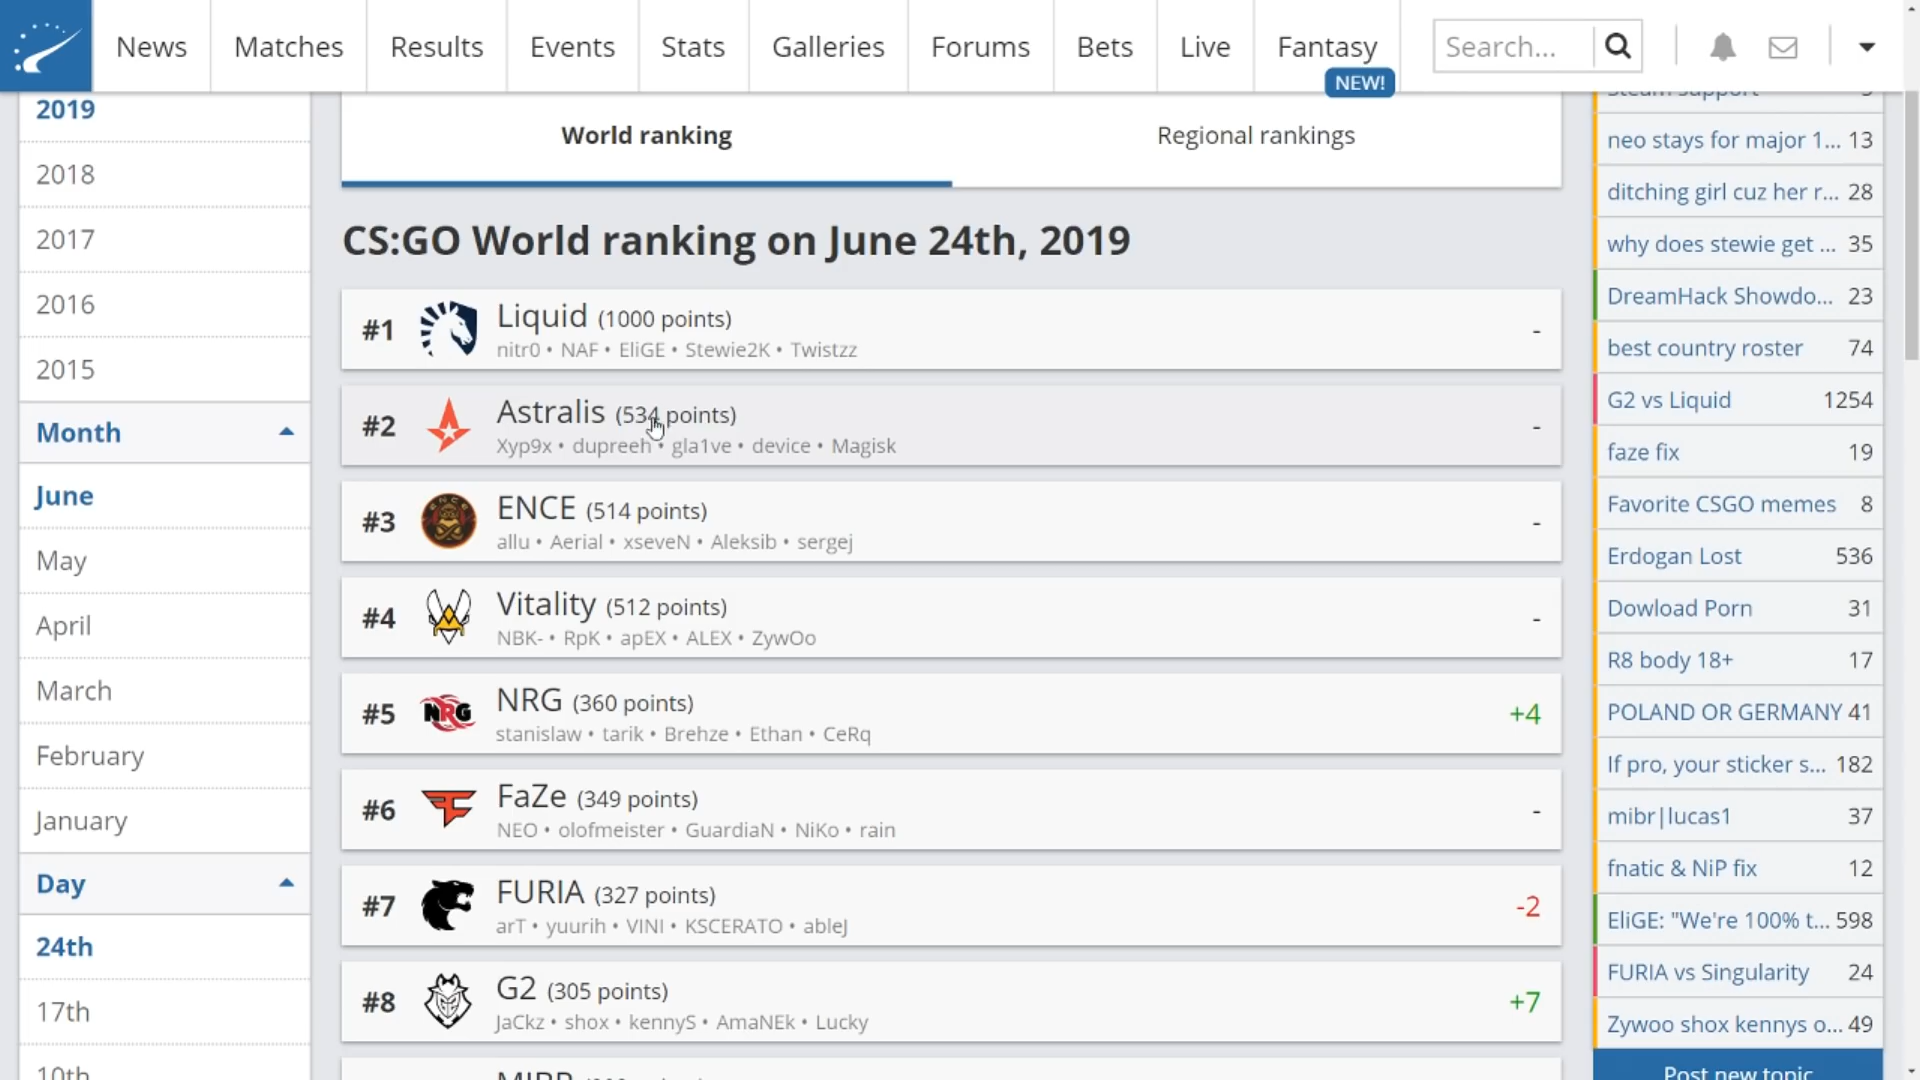 News
Matches
Results
Events
Stats
Galleries
Forums
Bets
Live
Fantasy
NEW!
Search...
2019
2018
2017
2016
2015
Month
June
May
April
March
February
January
Day
24th
17th
10th
World ranking
Regional rankings
CS:GO World ranking on June 24th, 2019
#1
Liquid (1000 points)
nitr0 • NAF • EliGE • Stewie2K • Twistzz
-
#2
Astralis (534 points)
Xyp9x • dupreeh • gla1ve • device • Magisk
-
#3
ENCE (514 points)
allu • Aerial • xseveN • Aleksib • sergej
-
#4
Vitality (512 points)
NBK- • RpK • apEX • ALEX • ZywOo
-
#5
NRG (360 points)
stanislaw • tarik • Brehze • Ethan • CeRq
+4
#6
FaZe (349 points)
NEO • olofmeister • GuardiaN • NiKo • rain
-
#7
FURIA (327 points)
arT • yuurih • VINI • KSCERATO • ableJ
-2
#8
G2 (305 points)
JaCkz • shox • kennyS • AmaNEk • Lucky
+7
MIBR
Steam support
neo stays for major 1... 13
ditching girl cuz her r... 28
why does stewie get ... 35
DreamHack Showdo... 23
best country roster 74
G2 vs Liquid 1254
faze fix 19
Favorite CSGO memes 8
Erdogan Lost 536
Dowload Porn 31
R8 body 18+ 17
POLAND OR GERMANY 41
If pro, your sticker s... 182
mibr|lucas1 37
fnatic & NiP fix 12
EliGE: "We're 100% t... 598
FURIA vs Singularity 24
Zywoo shox kennys o... 49
Post new topic